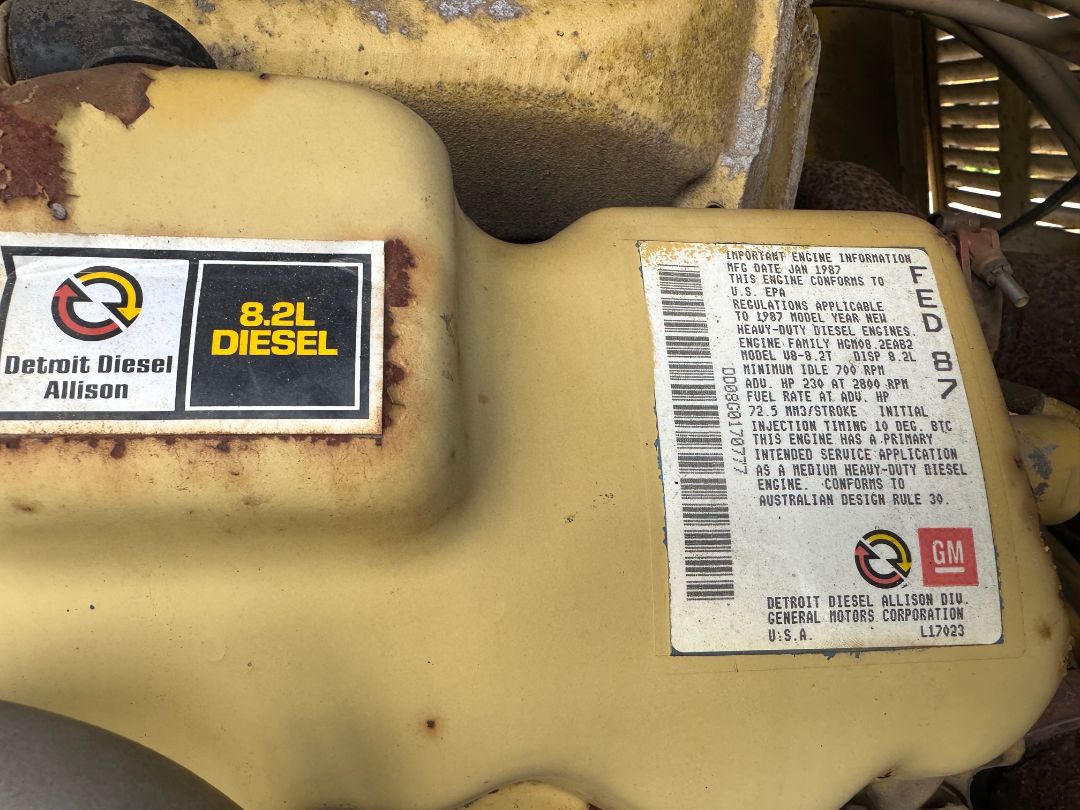 Detroit Diesel
Allison
8.2L
DIESEL
IMPORTANT ENGINE INFORMATION
MFG DATE JAN 1987
THIS ENGINE CONFORMS TO
U.S. EPA
REGULATIONS APPLICABLE
TO 1987 MODEL YEAR NEW
HEAVY-DUTY DIESEL ENGINES.
ENGINE FAMILY HGM08.2EAB2
MODEL V8-8.2T DISP 8.2L
MINIMUM IDLE 700 RPM
ADV. HP 230 AT 2800 RPM
FUEL RATE AT ADV. HP
72.5 MM3/STROKE INITIAL
INJECTION TIMING 10 DEG. BTC
THIS ENGINE HAS A PRIMARY
INTENDED SERVICE APPLICATION
AS A MEDIUM HEAVY-DUTY DIESEL
ENGINE. CONFORMS TO
AUSTRALIAN DESIGN RULE 30.
FED 87
DD08G0170777
GM
DETROIT DIESEL ALLISON DIV.
GENERAL MOTORS CORPORATION
U.S.A. L17023